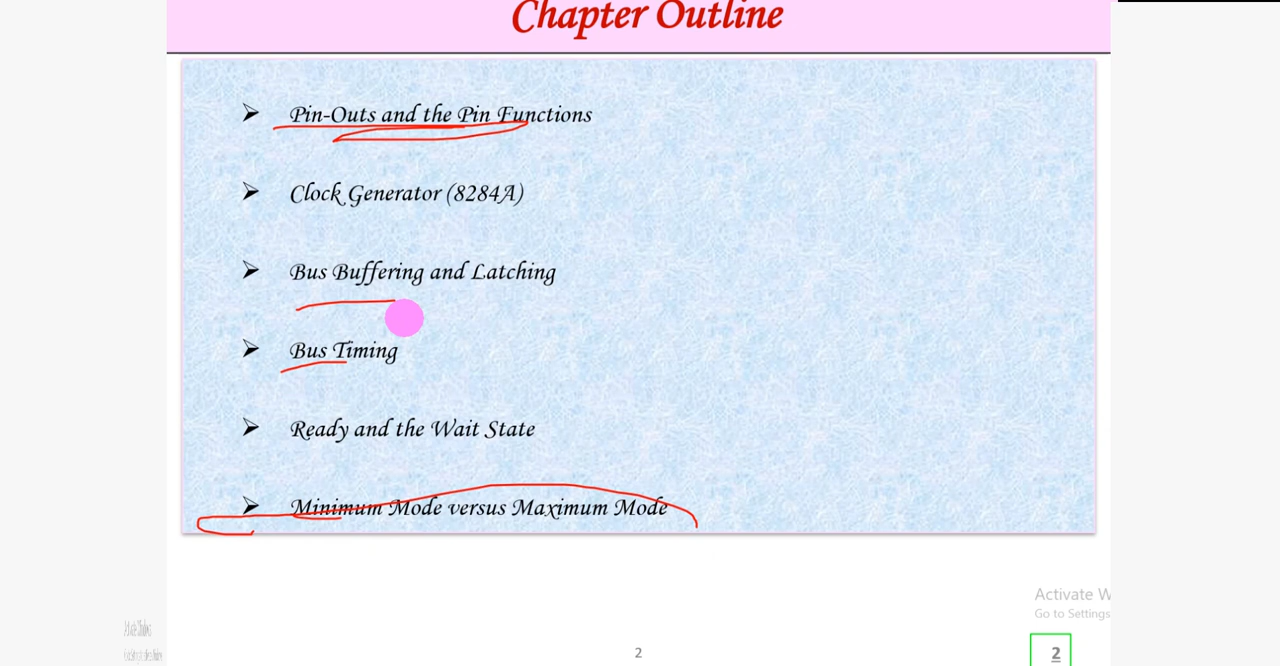 Chapter Outline
➢ Pin-Outs and the Pin Functions
➢ Clock Generator (8284A)
➢ Bus Buffering and Latching
➢ Bus Timing
➢ Ready and the Wait State
➢ Minimum Mode versus Maximum Mode
Activate W
Go to Settings
2
2